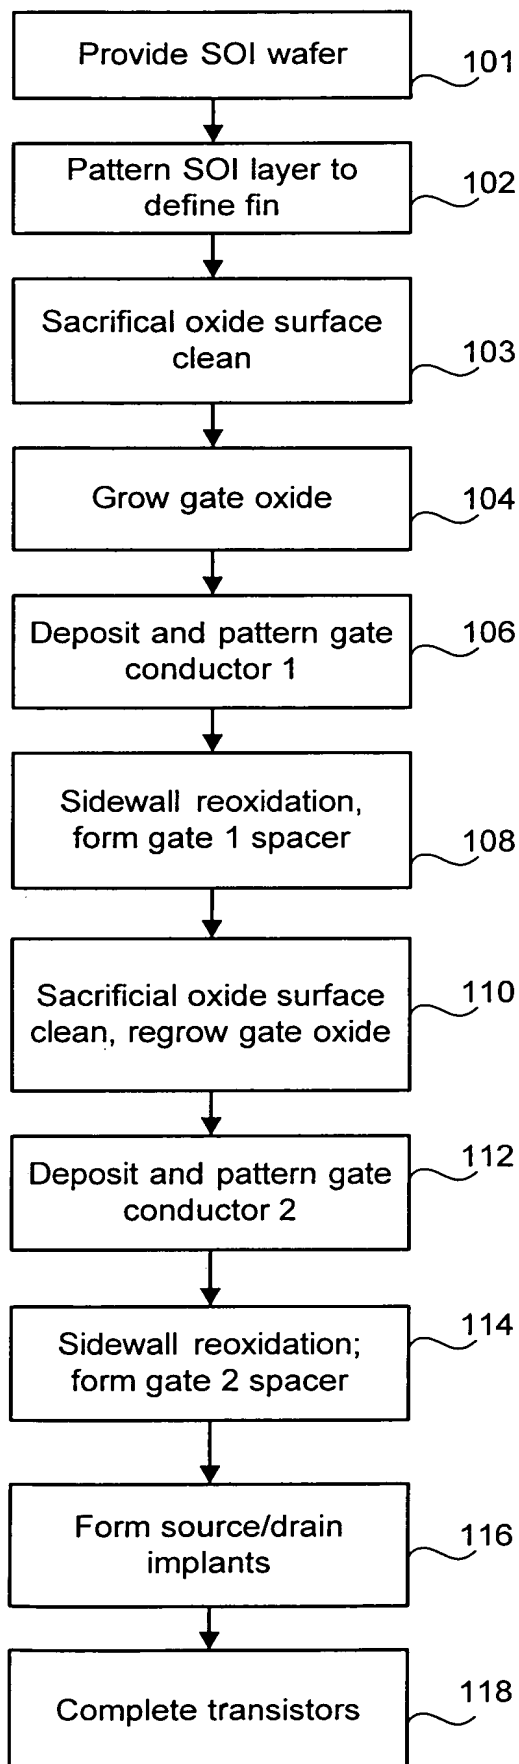 Provide SOI wafer
101
Pattern SOI layer to
define fin
102
Sacrifical oxide surface
clean
103
Grow gate oxide
104
Deposit and pattern gate
conductor 1
106
Sidewall reoxidation,
form gate 1 spacer
108
Sacrificial oxide surface
clean, regrow gate oxide
110
Deposit and pattern gate
conductor 2
112
Sidewall reoxidation;
form gate 2 spacer
114
Form source/drain
implants
116
Complete transistors
118